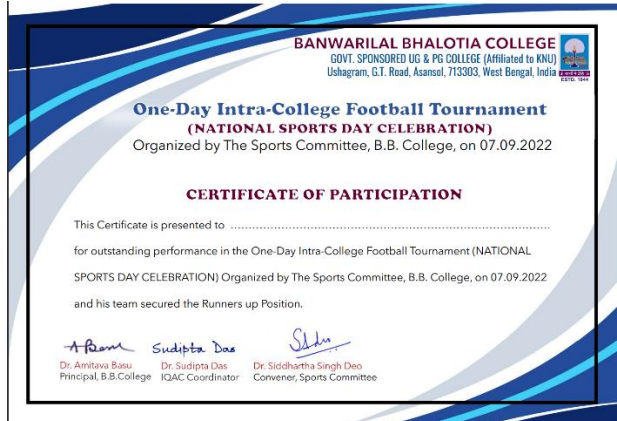 BANWARILAL BHALOTIA COLLEGE
GOVT. SPONSORED UG & PG COLLEGE (Affiliated to KNU)
Ushagram, G.T. Road, Asansol, 713303, West Bengal, India
ESTD. 1944
One-Day Intra-College Football Tournament
(NATIONAL SPORTS DAY CELEBRATION)
Organized by The Sports Committee, B.B. College, on 07.09.2022
CERTIFICATE OF PARTICIPATION
This Certificate is presented to ................................................................................
for outstanding performance in the One-Day Intra-College Football Tournament (NATIONAL
SPORTS DAY CELEBRATION) Organized by The Sports Committee, B.B. College, on 07.09.2022
and his team secured the Runners up Position.
A Basu Sudipta Das
Dr. Amitava Basu Dr. Sudipta Das Dr. Siddhartha Singh Deo
Principal, B.B.College IQAC Coordinator Convener, Sports Committee